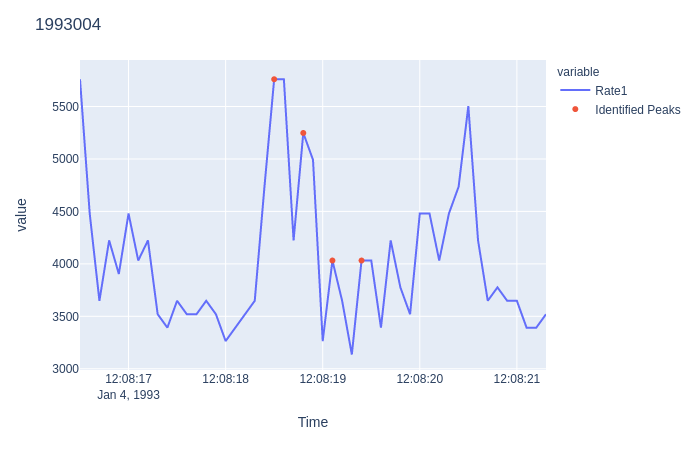 1993004
variable
Rate1
Identified Peaks
value
5500
5000
4500
4000
3500
3000
12:08:17
Jan 4, 1993
12:08:18
12:08:19
12:08:20
12:08:21
Time